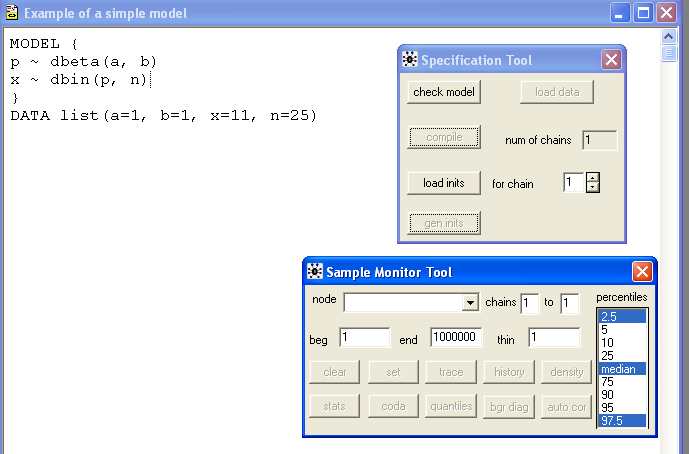 Example of a simple model
MODEL {
p ~ dbeta(a, b)
x ~ dbin(p, n)
}
DATA list(a=1, b=1, x=11, n=25)
Specification Tool
check model load data
compile num of chains 1
load inits for chain 1
gen inits
Sample Monitor Tool
node chains 1 to 1 percentiles
beg 1 end 1000000 thin 1
clear set trace history density
stats coda quantiles bgr diag auto cor
2.5
5
10
25
median
75
90
95
97.5